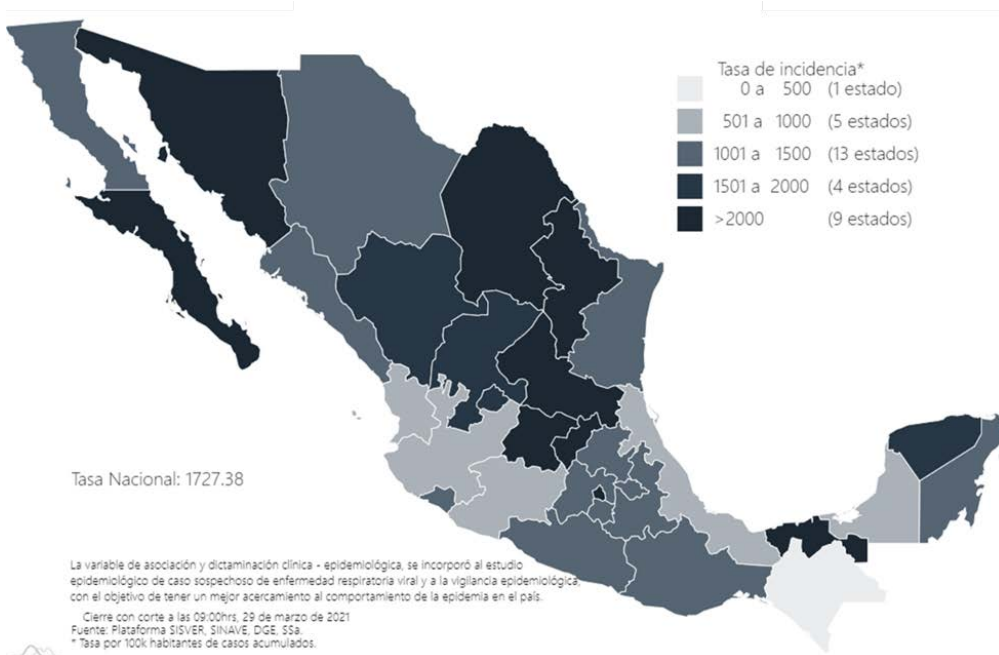 Tasa de incidencia*
0 a 500 (1 estado)
501 a 1000 (5 estados)
1001 a 1500 (13 estados)
1501 a 2000 (4 estados)
>2000 (9 estados)
Tasa Nacional: 1727.38
La variable de asociación y dictaminación clínica - epidemiológica, se incorporó al estudio
epidemiológico de caso sospechoso de enfermedad respiratoria viral y a la vigilancia epidemiológica,
con el objetivo de tener un mejor acercamiento al comportamiento de la epidemia en el país.
Cierre con corte a las 09:00hrs, 29 de marzo de 2021
Fuente: Plataforma SISVER, SINAVE, DGE, SSa.
* Tasa por 100k habitantes de casos acumulados.